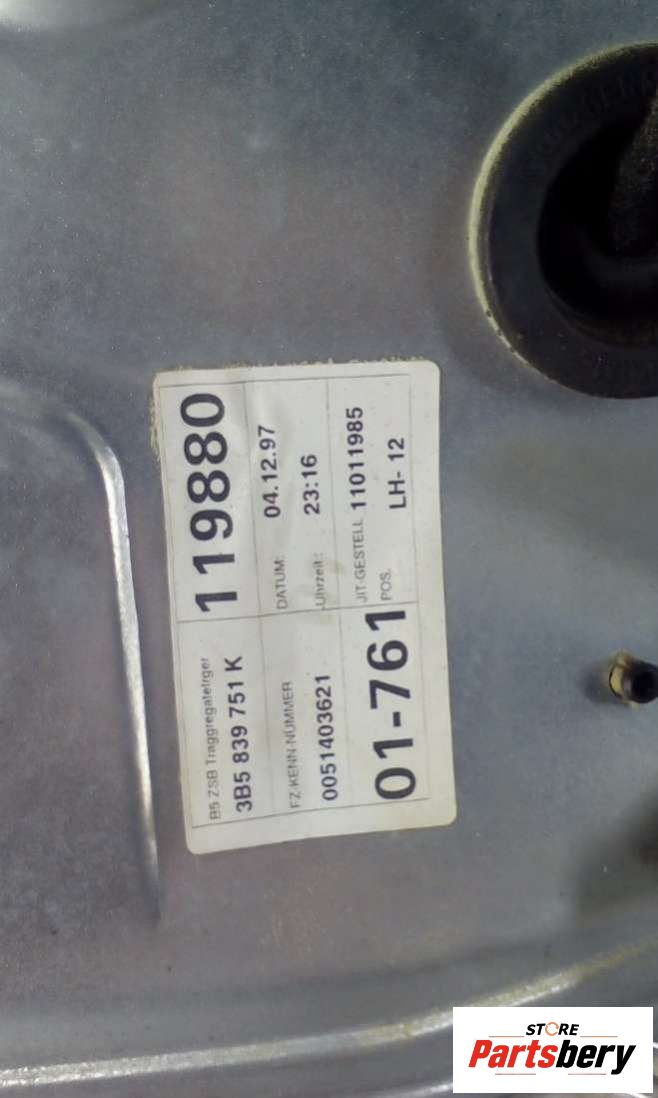 B5 ZSB Traggregatetrger
3B5 839 751 K
119880
FZ-KENN-NUMMER
0051403621
DATUM:
04.12.97
Uhrzeit:
23:16
01-761
JIT-GESTELL 11011985
POS. LH- 12
STORE
Partsbery